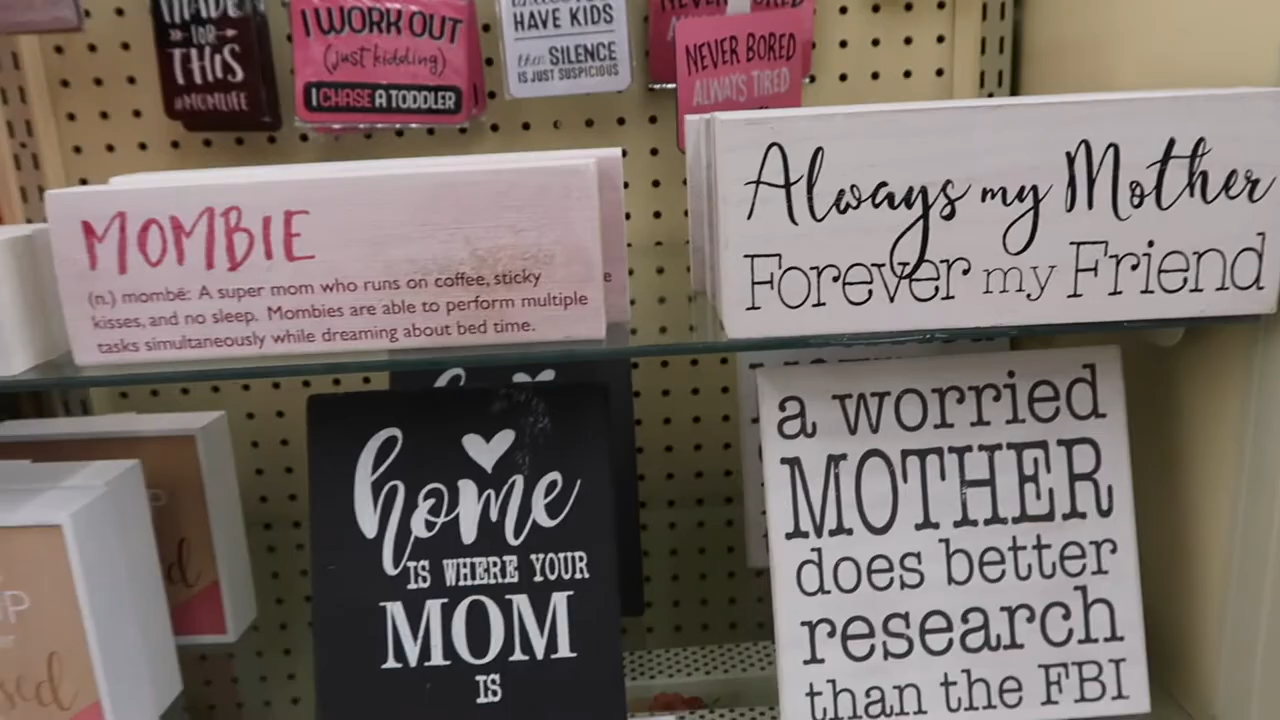 MADE
FOR
THIS
#MOMLIFE
I WORK OUT
(just kidding)
I CHASE A TODDLER
HAVE KIDS
then SILENCE
IS JUST SUSPICIOUS
NEVER BORED
ALWAYS TIRED
MOMBIE
(n.) mombē: A super mom who runs on coffee, sticky
kisses, and no sleep. Mombies are able to perform multiple
tasks simultaneously while dreaming about bed time.
e
Always my Mother
Forever my Friend
home
IS WHERE YOUR
MOM
IS
a worried
MOTHER
does better
research
than the FBI